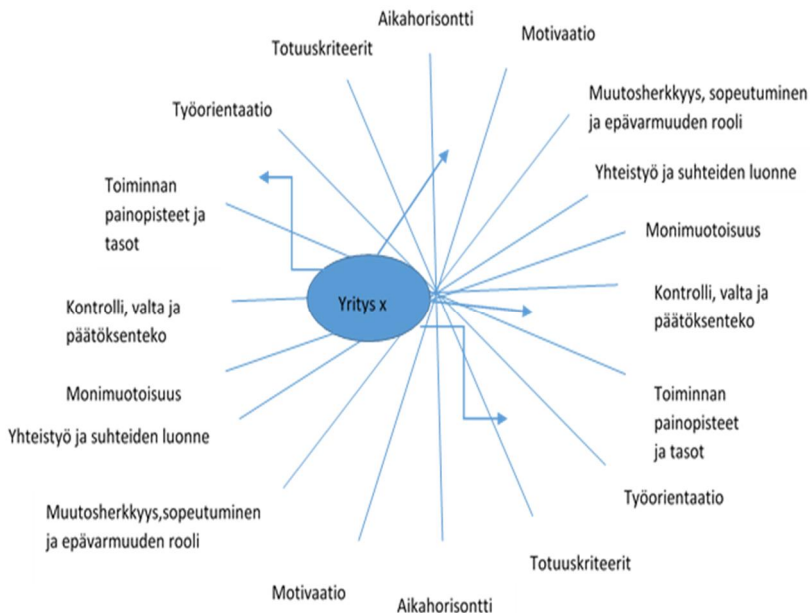 Aikahorisontti
Motivaatio
Totuuskriteerit
Muutosherkkyys, sopeutuminen
ja epävarmuuden rooli
Työorientaatio
Yhteistyö ja suhteiden luonne
Toiminnan
painopisteet ja
tasot
Monimuotoisuus
Kontrolli, valta ja
päätöksenteko
Yritys x
Kontrolli, valta ja
päätöksenteko
Monimuotoisuus
Toiminnan
painopisteet
ja tasot
Yhteistyö ja suhteiden luonne
Työorientaatio
Muutosherkkyys,sopeutuminen
ja epävarmuuden rooli
Totuuskriteerit
Motivaatio
Aikahorisontti